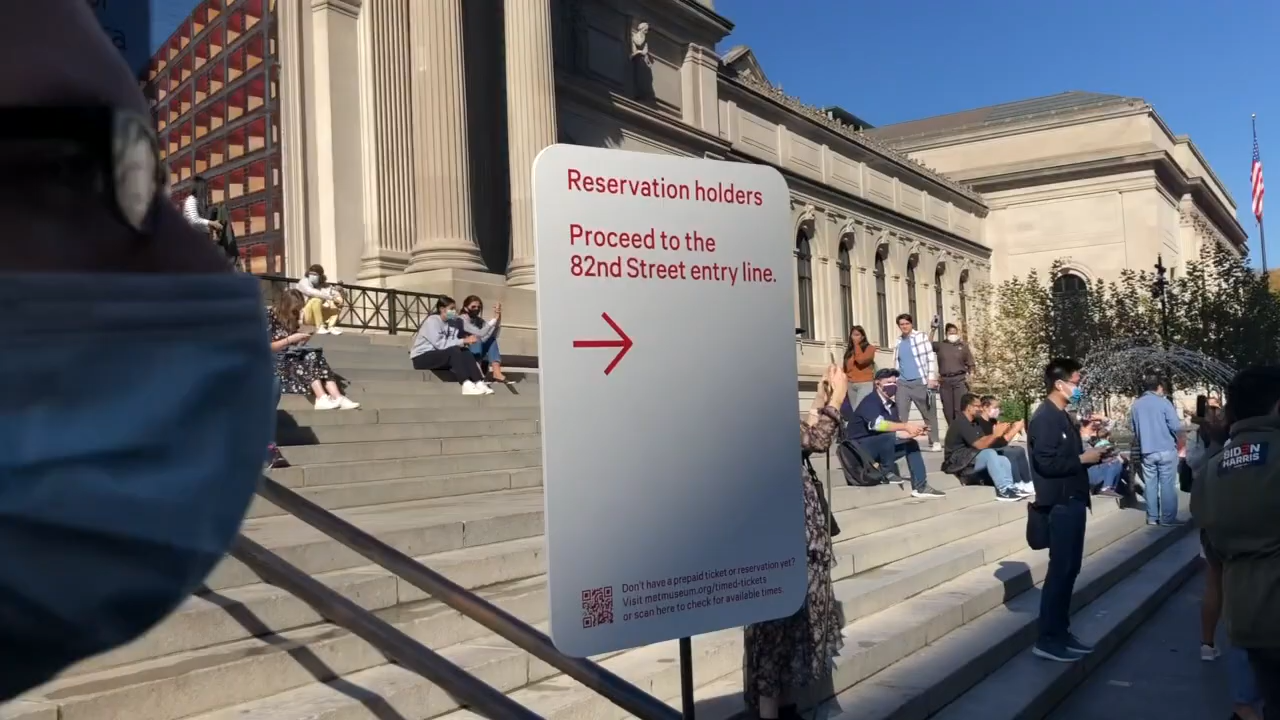 Reservation holders
Proceed to the
82nd Street entry line.
Don't have a prepaid ticket or reservation yet?
Visit metmuseum.org/timed-tickets
or scan here to check for available times.
BIDEN
HARRIS